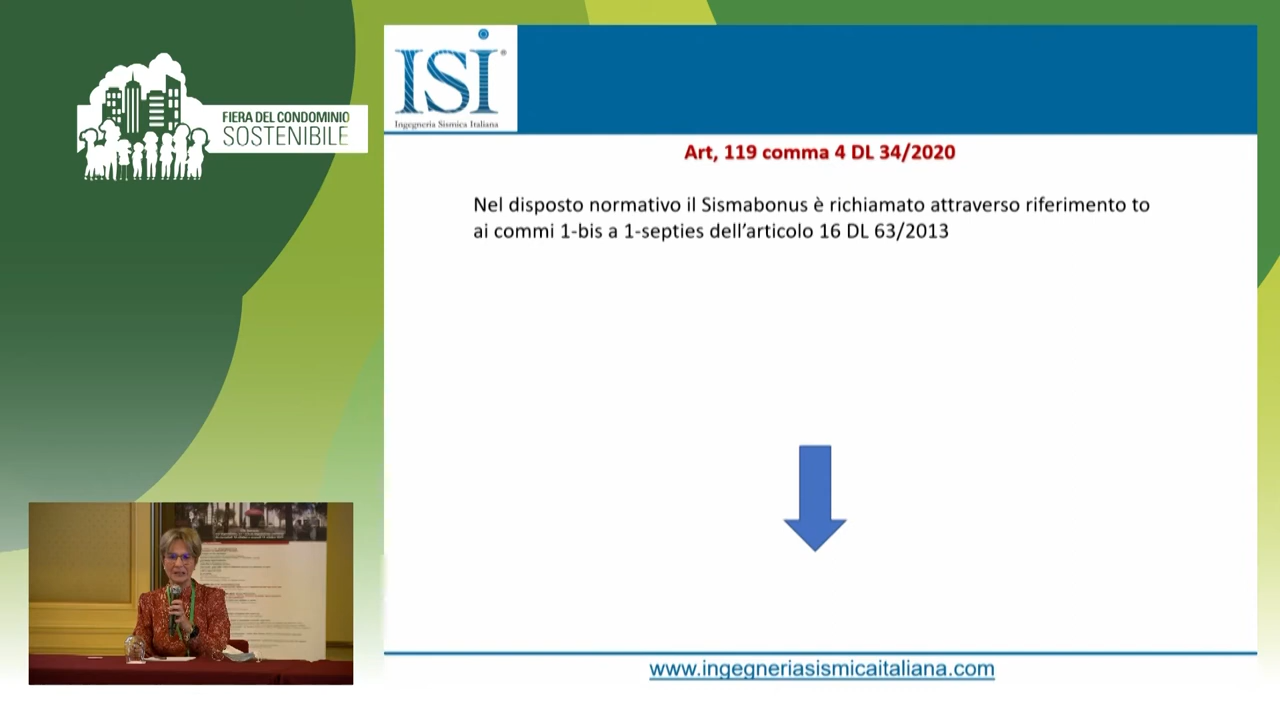 FIERA DEL CONDOMINIO
SOSTENIBILE
ISI
®
Ingegneria Sismica Italiana
Art, 119 comma 4 DL 34/2020
Nel disposto normativo il Sismabonus è richiamato attraverso riferimento to
ai commi 1-bis a 1-septies dell’articolo 16 DL 63/2013
www.ingegneriasismicaitaliana.com